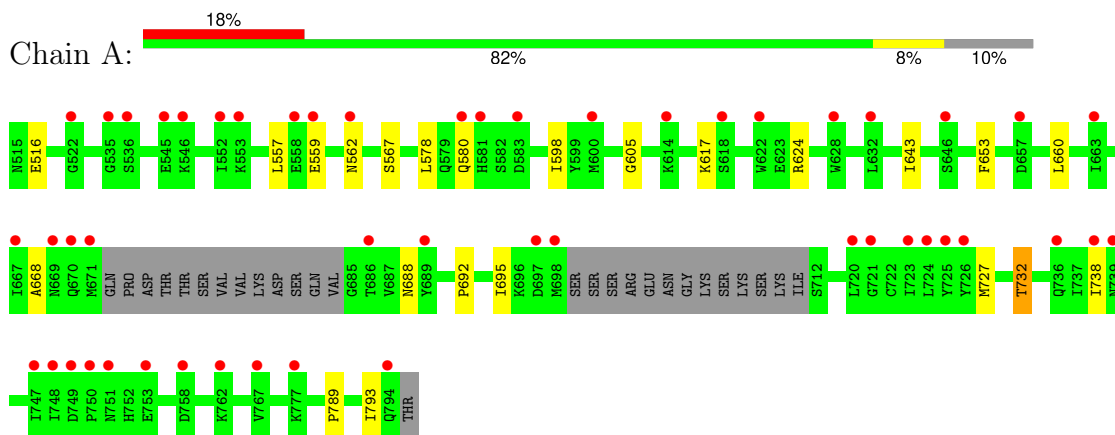 18%
Chain A:
82% 8% 10%
N515 E516 G522 G535 S536 E545 K546 I552 K553 L557 E558 E559 N562 S567 L578 Q579 Q580 H581 S582 D583 I598 Y599 M600 G605 K614 K617 S618 W622 E623 R624 W628 L632 I643 S646 F653 D657 L660 I663
I667 A668 N669 Q670 M671 GLN PRO ASP THR THR SER VAL VAL LYS ASP SER GLN VAL G685 T686 V687 N688 Y689 P692 I695 K696 D697 M698 SER SER SER ARG GLU ASN GLY LYS SER LYS SER LYS ILE S712 L720 G721 C722 I723 L724 Y725 Y726 M727 T732 Q736 I737 I738 N739
I747 I748 D749 P750 N751 H752 E753 D758 K762 V767 K777 P789 I793 Q794 THR